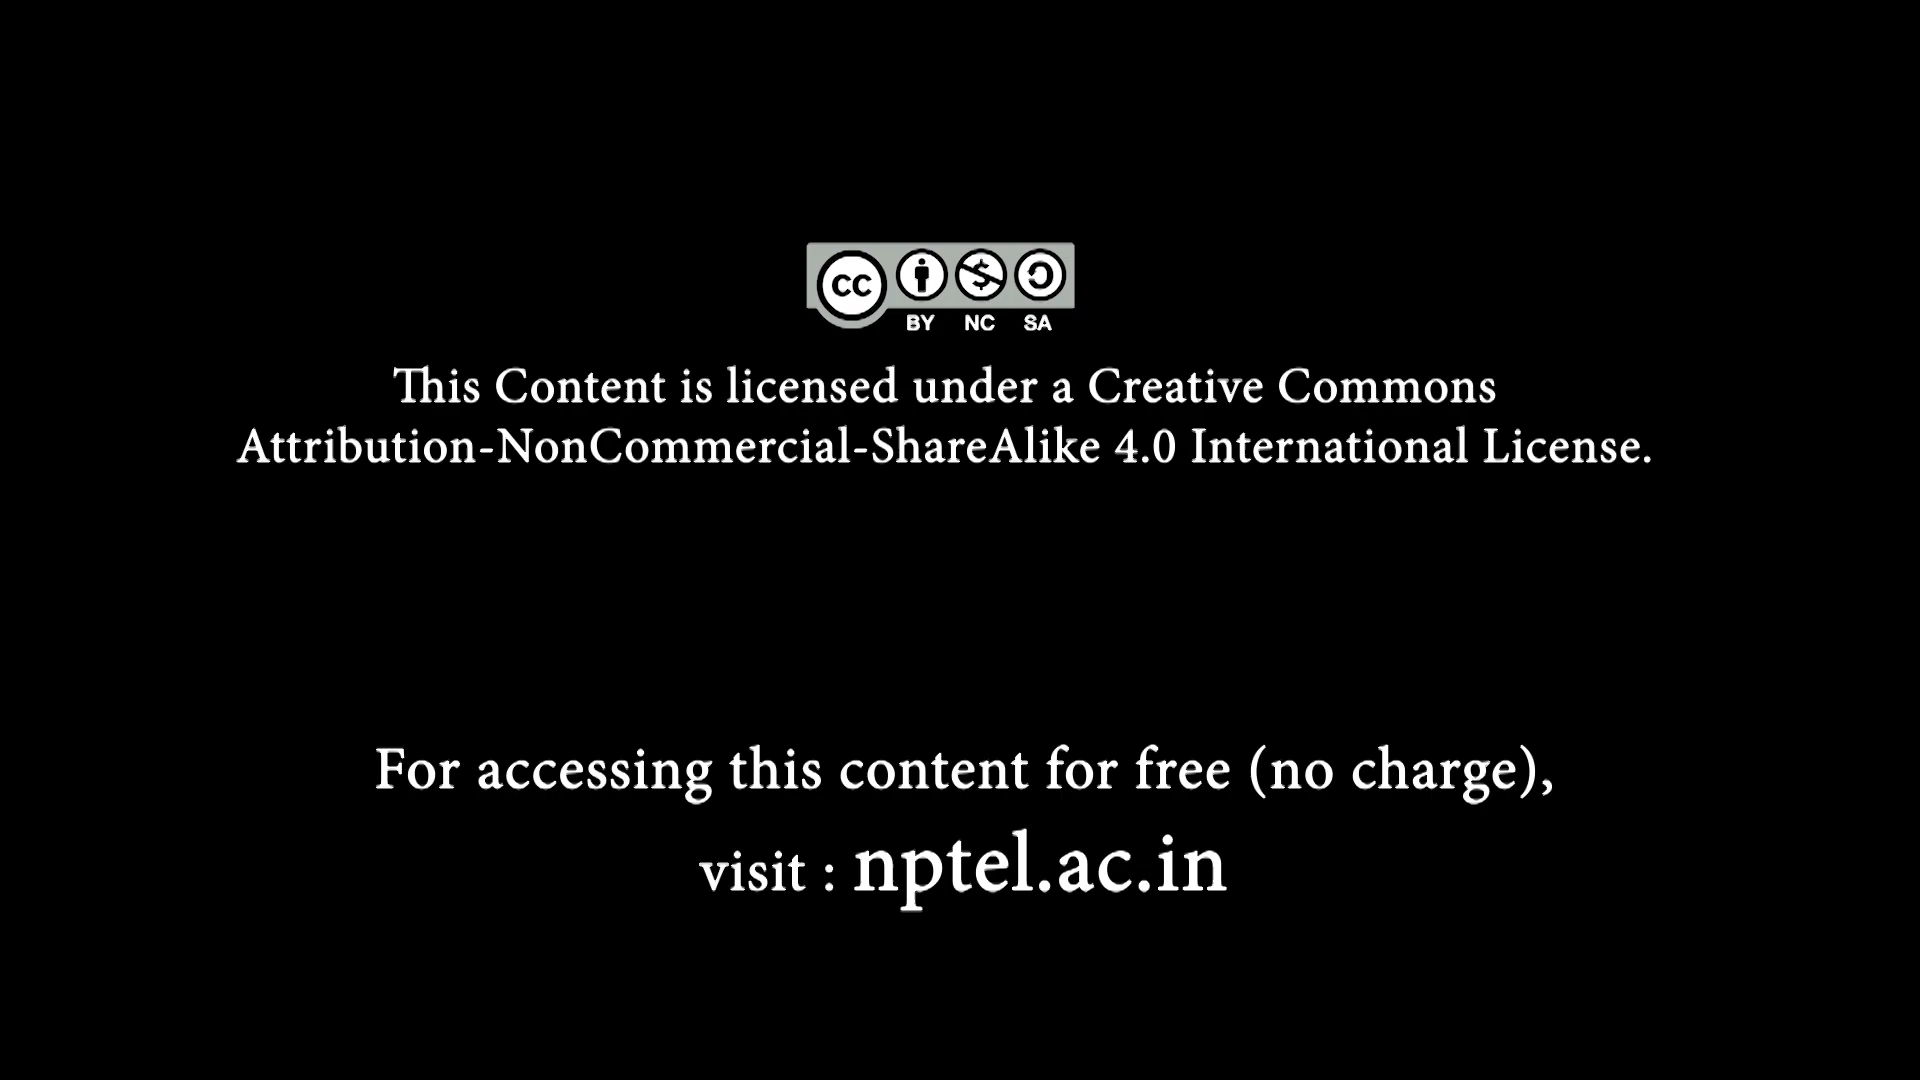 cc BY NC SA
This Content is licensed under a Creative Commons
Attribution-NonCommercial-ShareAlike 4.0 International License.
For accessing this content for free (no charge),
visit : nptel.ac.in